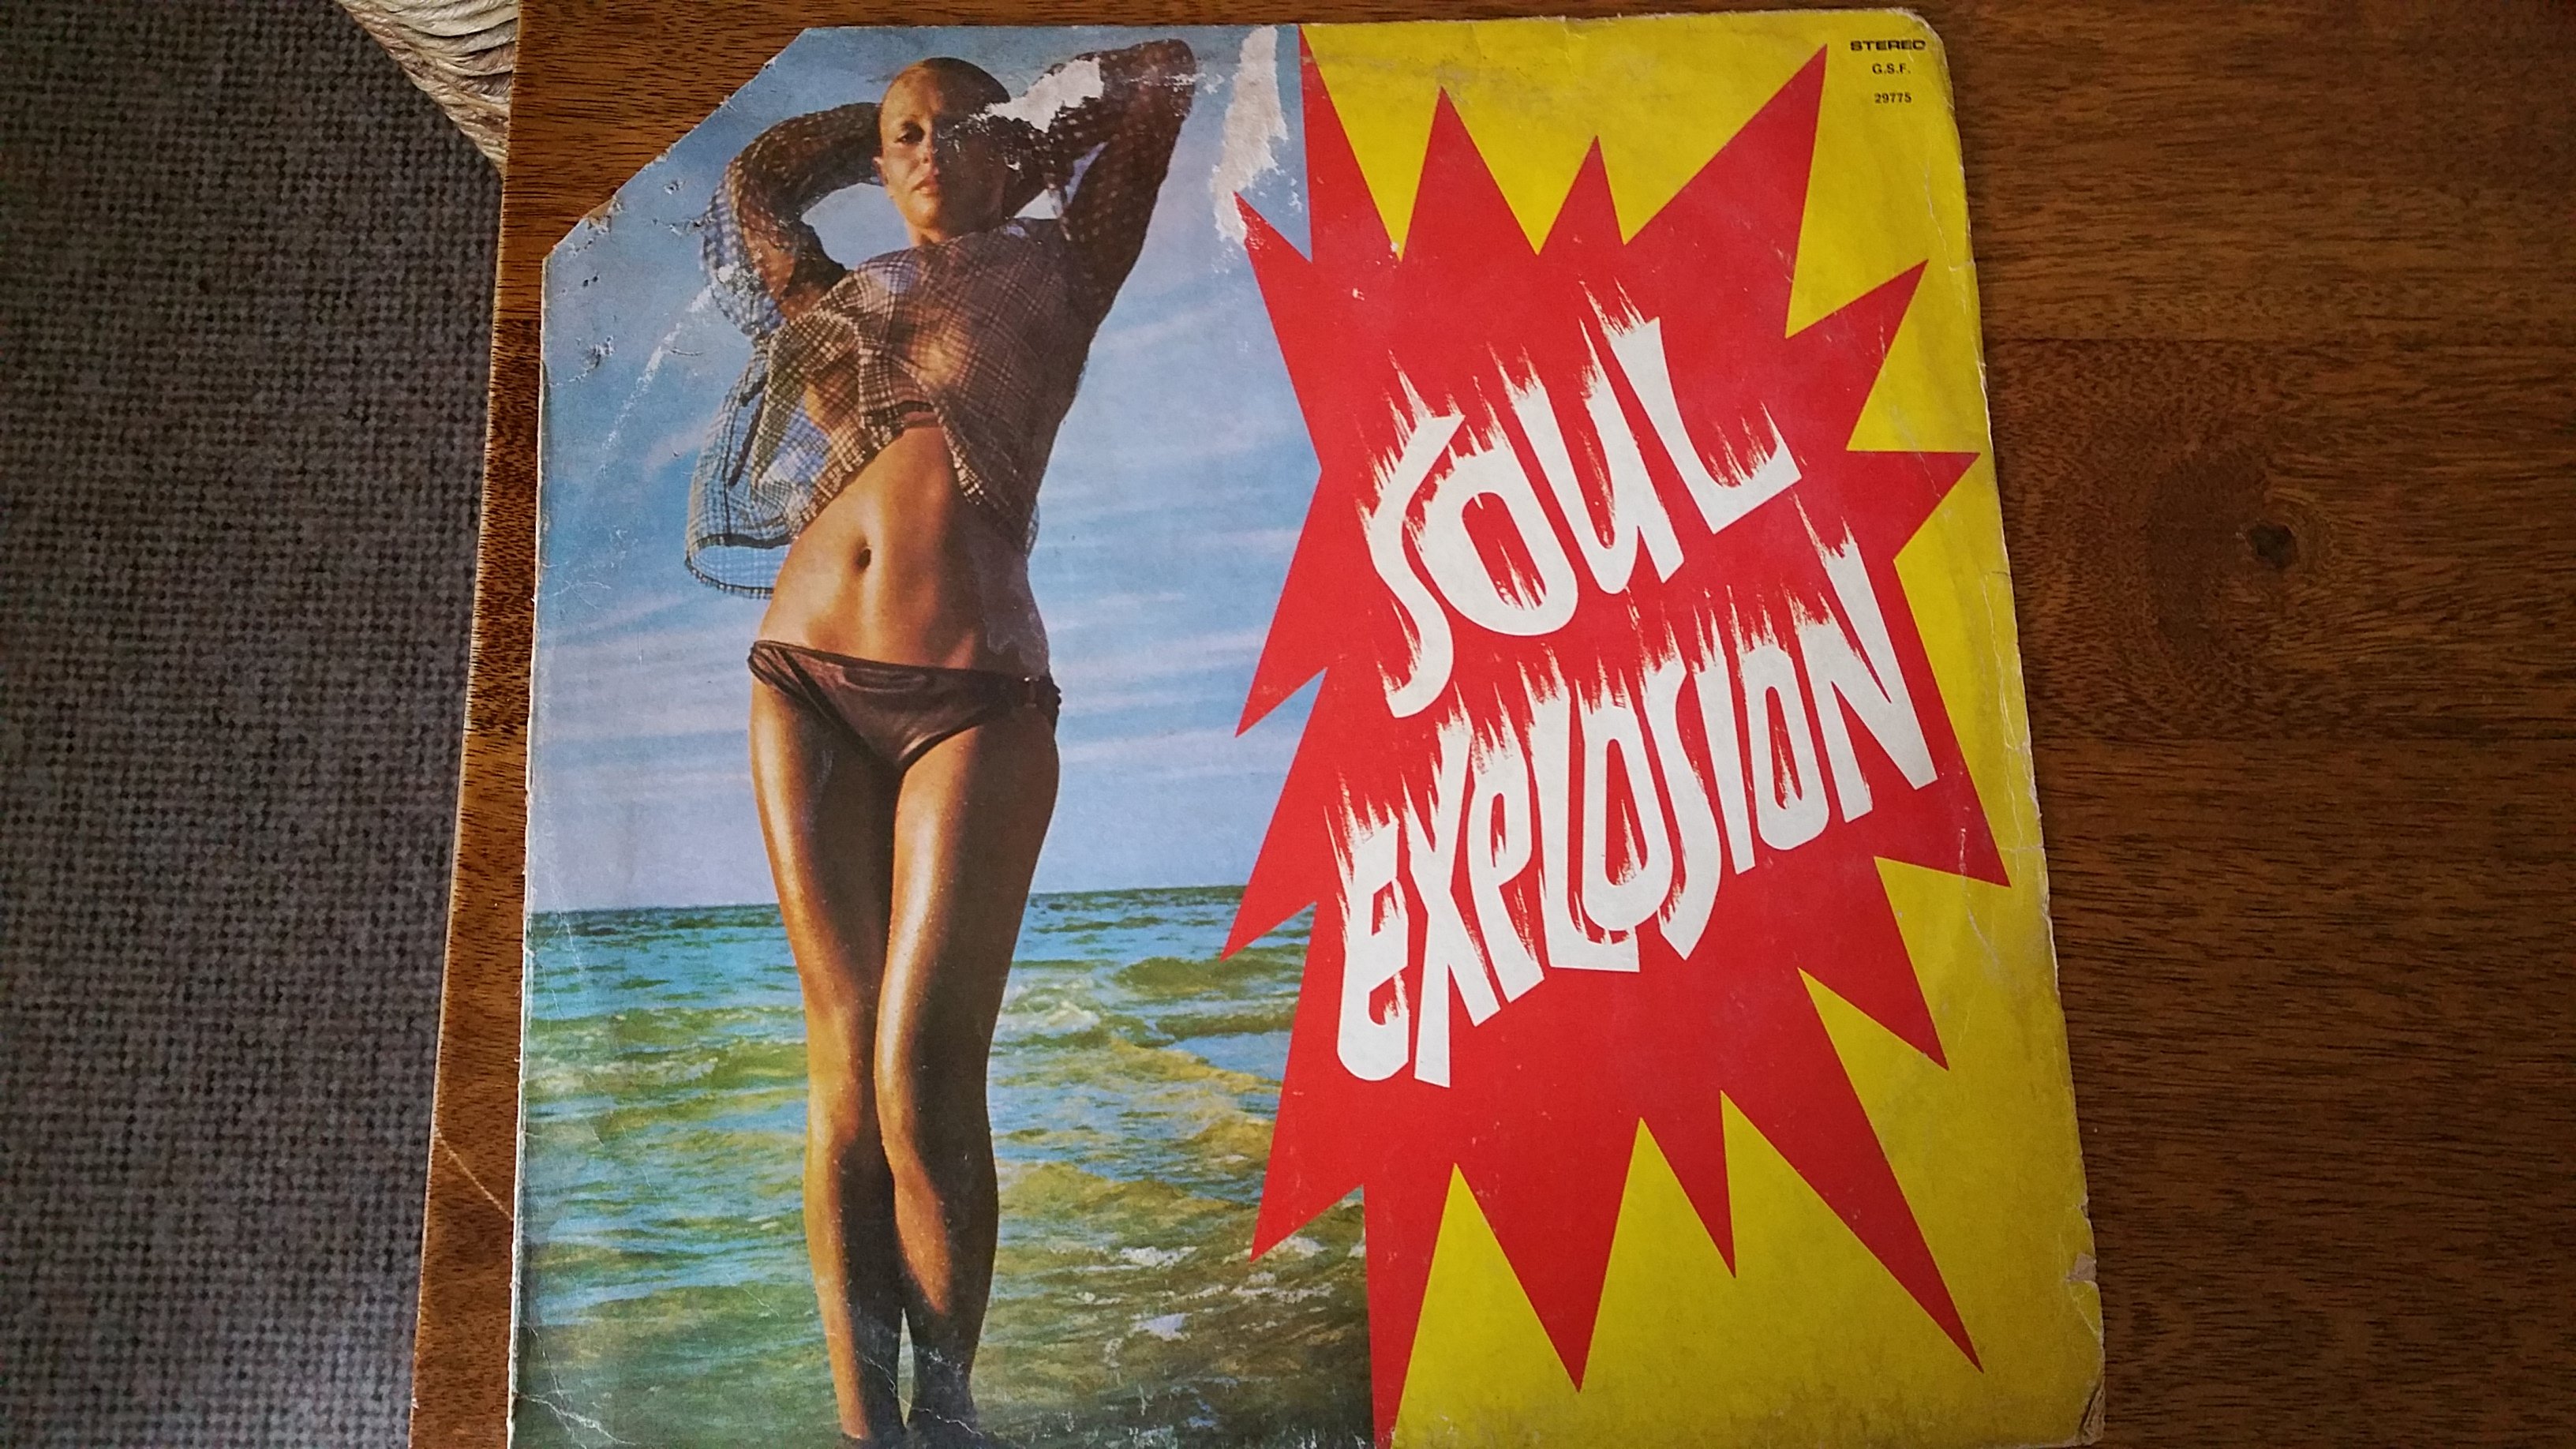 STEREO
G.S.F.
29775
SOUL
EXPLOSION